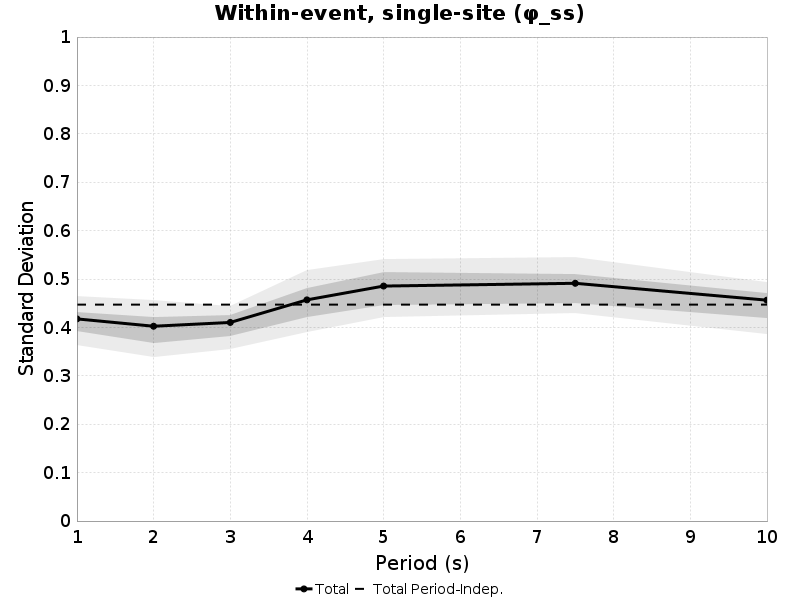 Within-event, single-site (φ_ss)
1
0.9
0.8
0.7
0.6
0.5
0.4
0.3
0.2
0.1
0
Standard Deviation
1 2 3 4 5 6 7 8 9 10
Period (s)
Total Total Period-Indep.